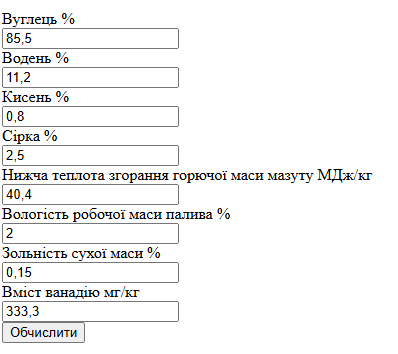 Вуглець %
85,5
Водень %
11,2
Кисень %
0,8
Сірка %
2,5
Нижча теплота згорання горючої маси мазуту МДж/кг
40,4
Вологість робочої маси палива %
2
Зольність сухої маси %
0,15
Вміст ванадію мг/кг
333,3
Обчислити